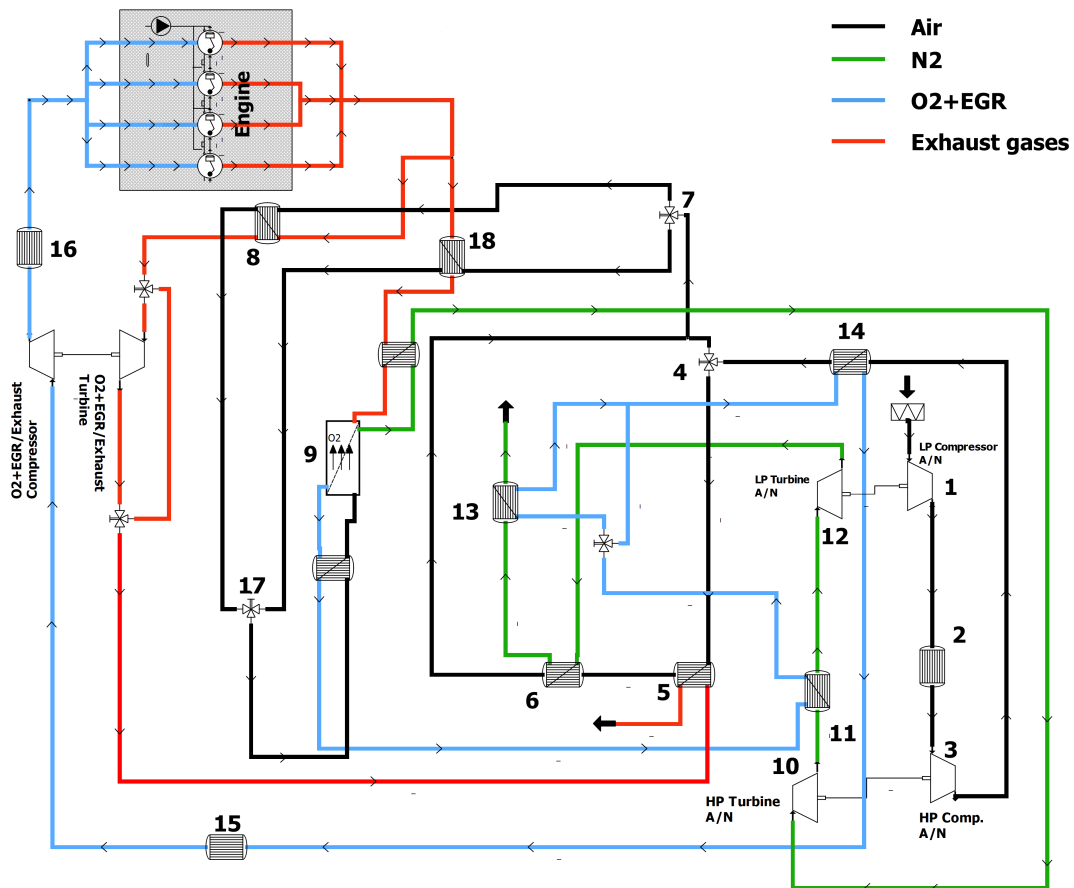 Air
N2
O2+EGR
Exhaust gases
Engine
7
16
8
18
14
4
O2+EGR/Exhaust
Compressor
O2+EGR/Exhaust
Turbine
O2
9
LP Compressor
A/N
LP Turbine
A/N
1
13
12
17
2
6
5
11
3
10
HP Turbine
A/N
HP Comp.
A/N
15